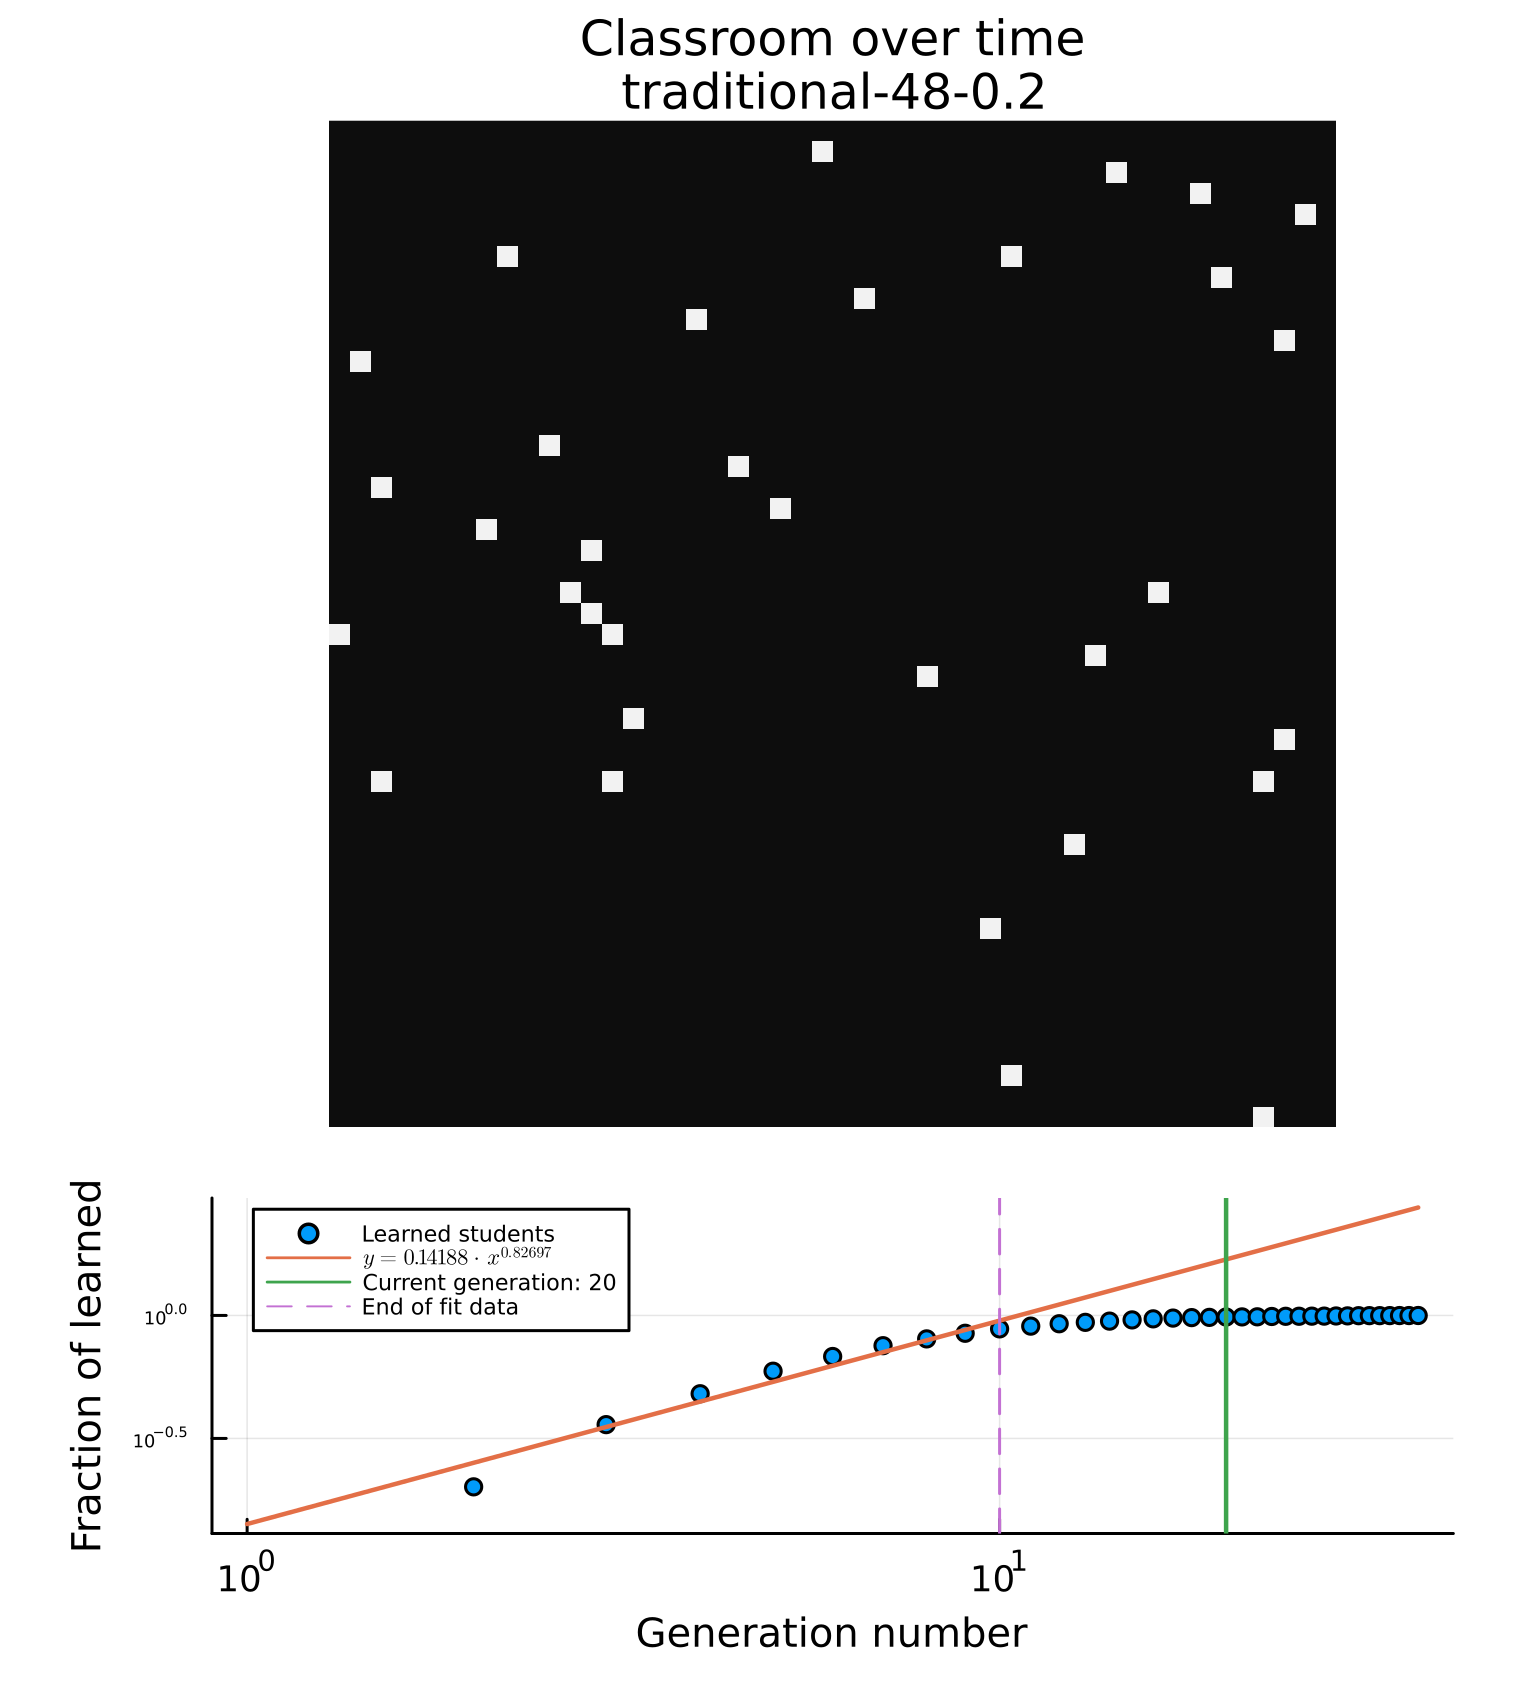 Classroom over time
traditional-48-0.2
Fraction of learned
Learned students
y = 0.14188 · x^0.82697
Current generation: 20
End of fit data
10^0.0
10^−0.5
10^0
10^1
Generation number